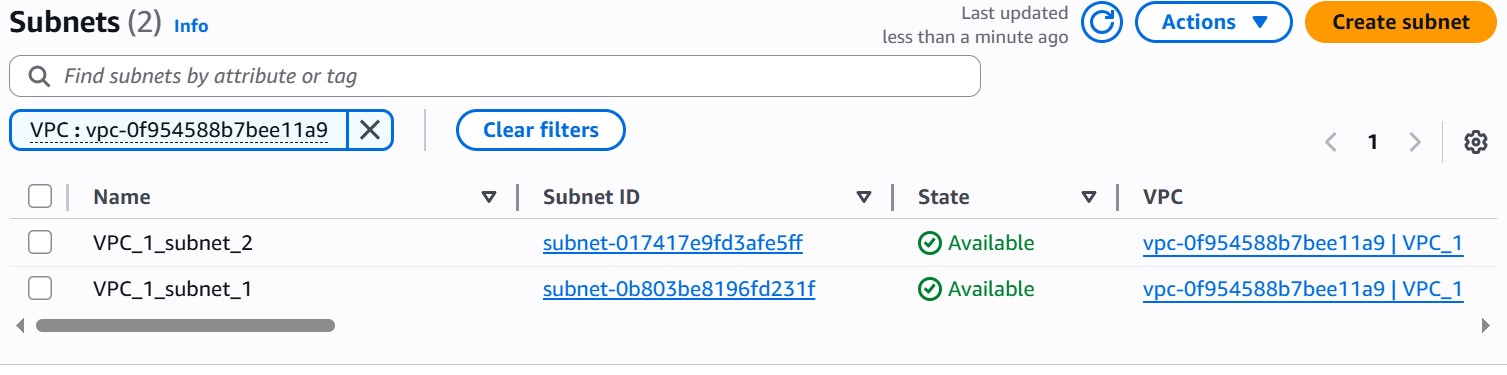 Subnets (2) Info
Last updated
less than a minute ago
Actions
Create subnet
Find subnets by attribute or tag
VPC : vpc-0f954588b7bee11a9
Clear filters
1
Name Subnet ID State VPC
VPC_1_subnet_2 subnet-017417e9fd3afe5ff Available vpc-0f954588b7bee11a9 | VPC_1
VPC_1_subnet_1 subnet-0b803be8196fd231f Available vpc-0f954588b7bee11a9 | VPC_1